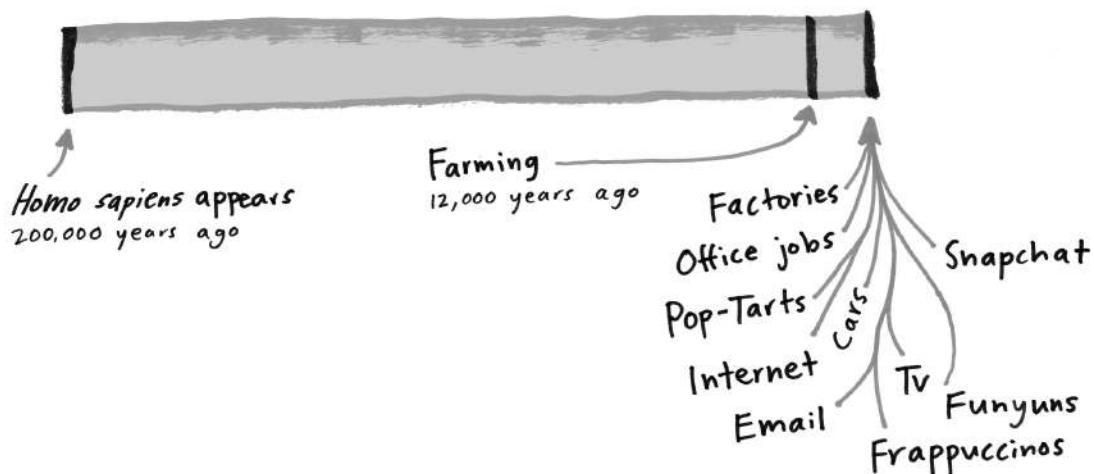 Homo sapiens appears
200,000 years ago
Farming
12,000 years ago
Factories
Office jobs
Pop-Tarts
Internet
Cars
Email
Frappuccinos
TV
Funyuns
Snapchat